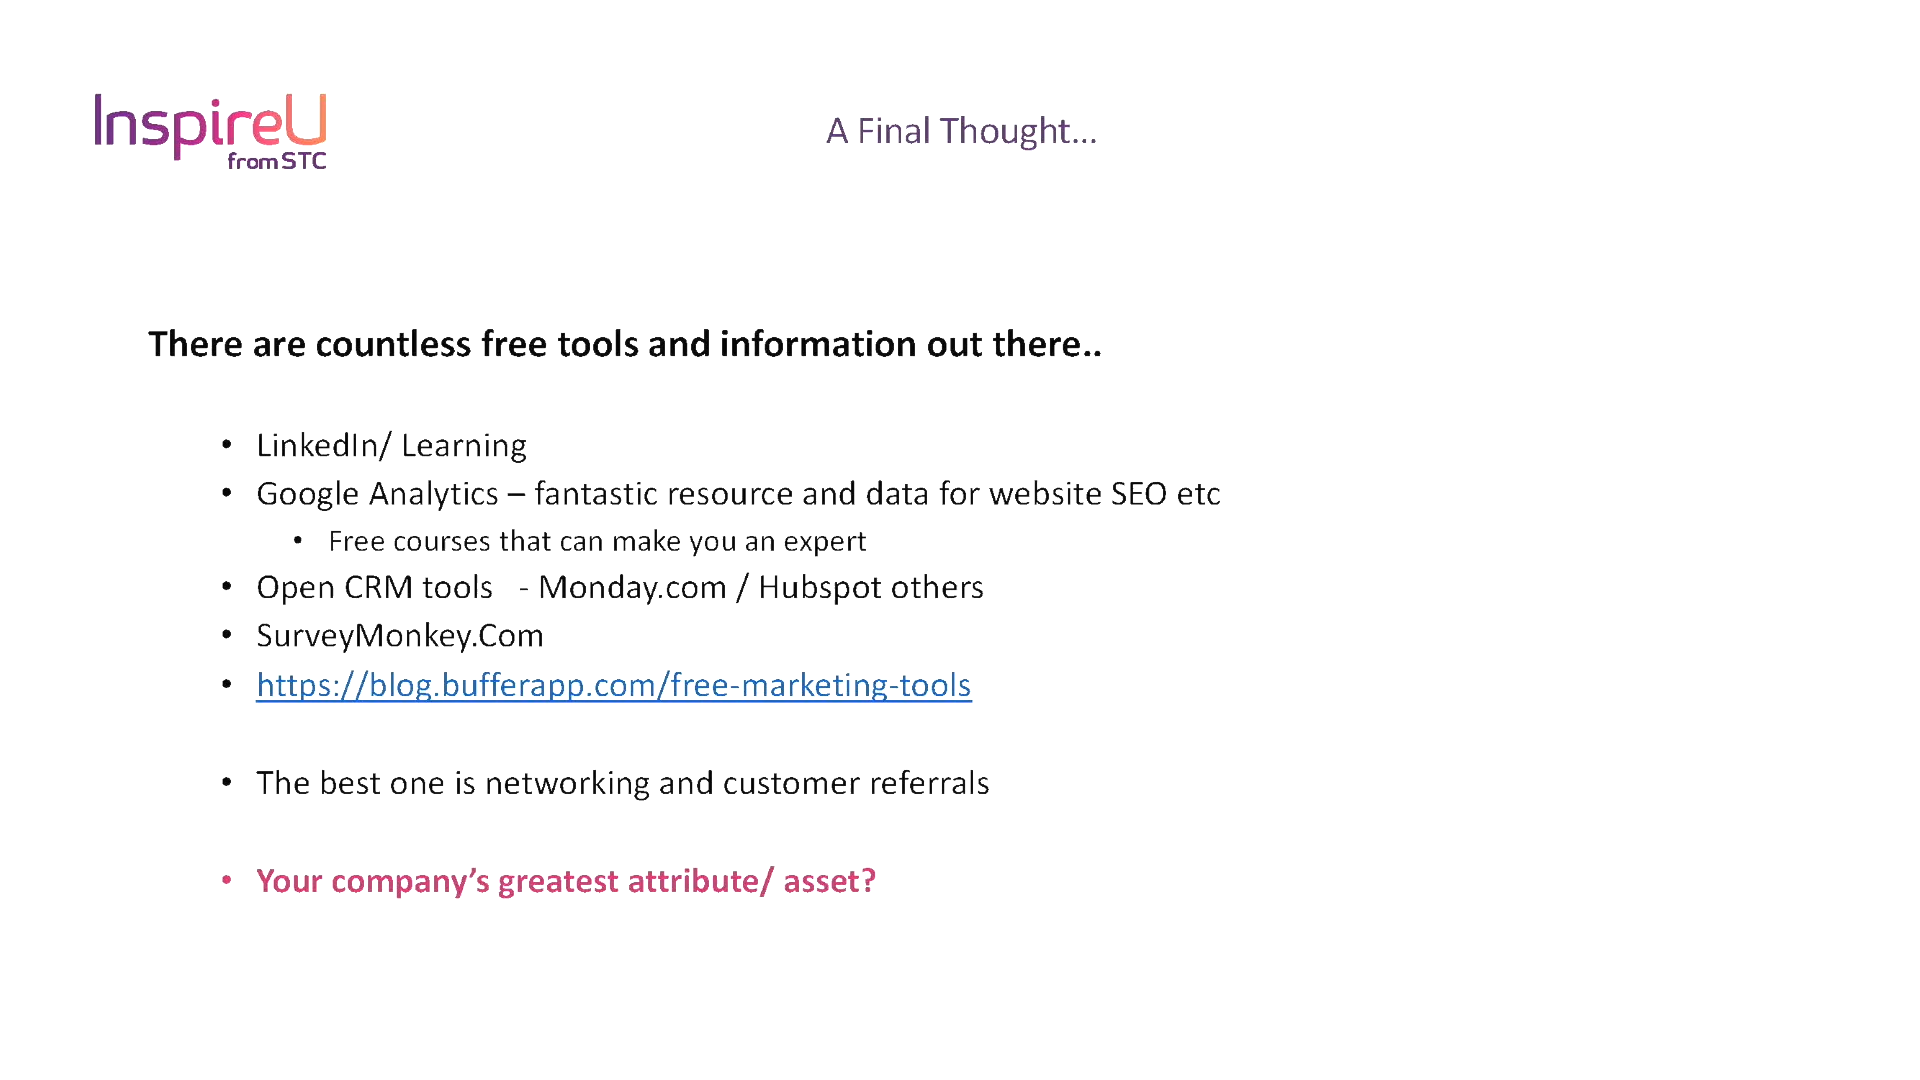 InspireU
from STC
A Final Thought...
There are countless free tools and information out there..
• LinkedIn/ Learning
• Google Analytics – fantastic resource and data for website SEO etc
• Free courses that can make you an expert
• Open CRM tools - Monday.com / Hubspot others
• SurveyMonkey.Com
• https://blog.bufferapp.com/free-marketing-tools
• The best one is networking and customer referrals
• Your company’s greatest attribute/ asset?